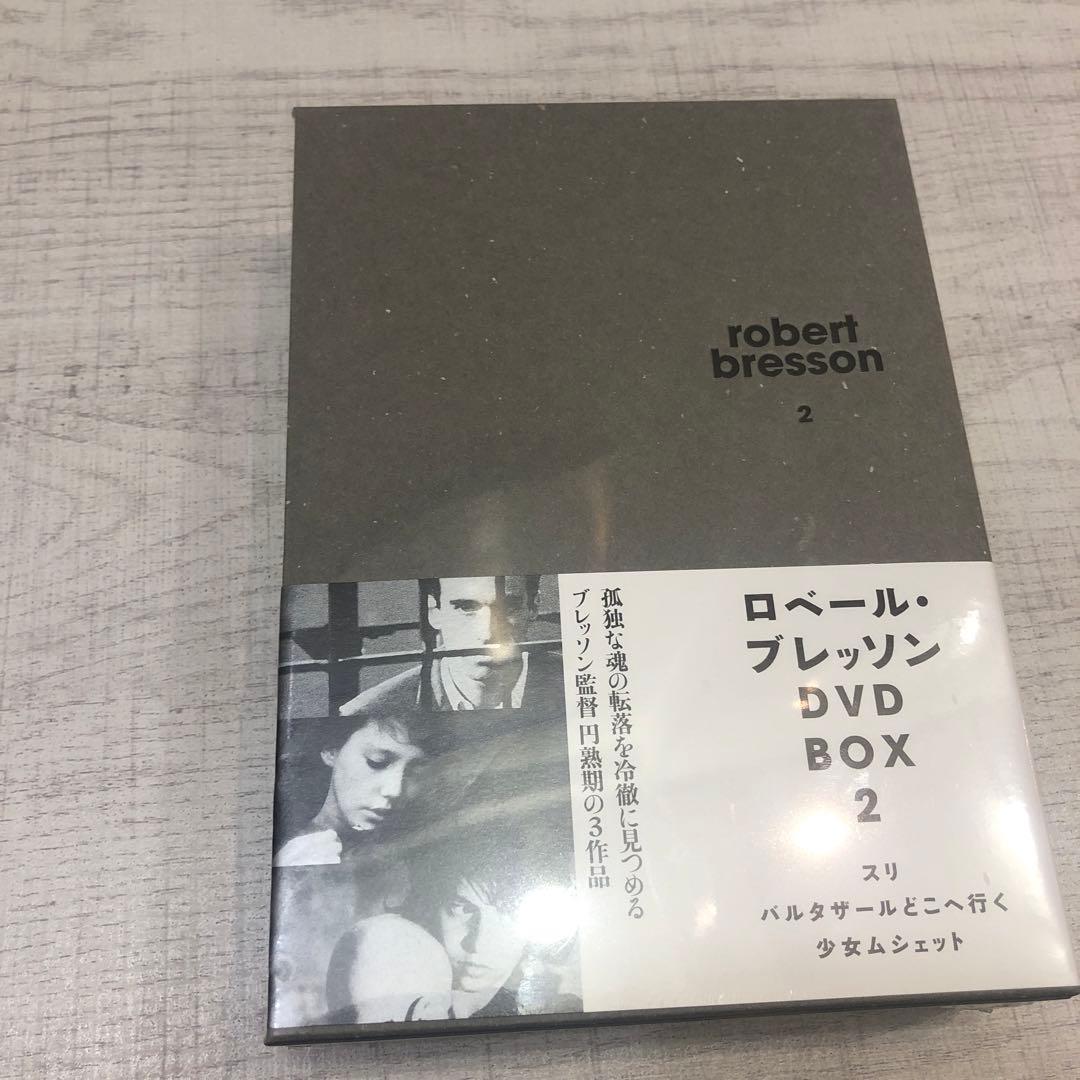 robert
bresson
2
ロベール・
ブレッソン
DVD
BOX
2
スリ
バルタザールどこへ行く
少女ムシェット
孤独な魂の転落を冷徹に見つめる
ブレッソン監督 円熟期の3作品